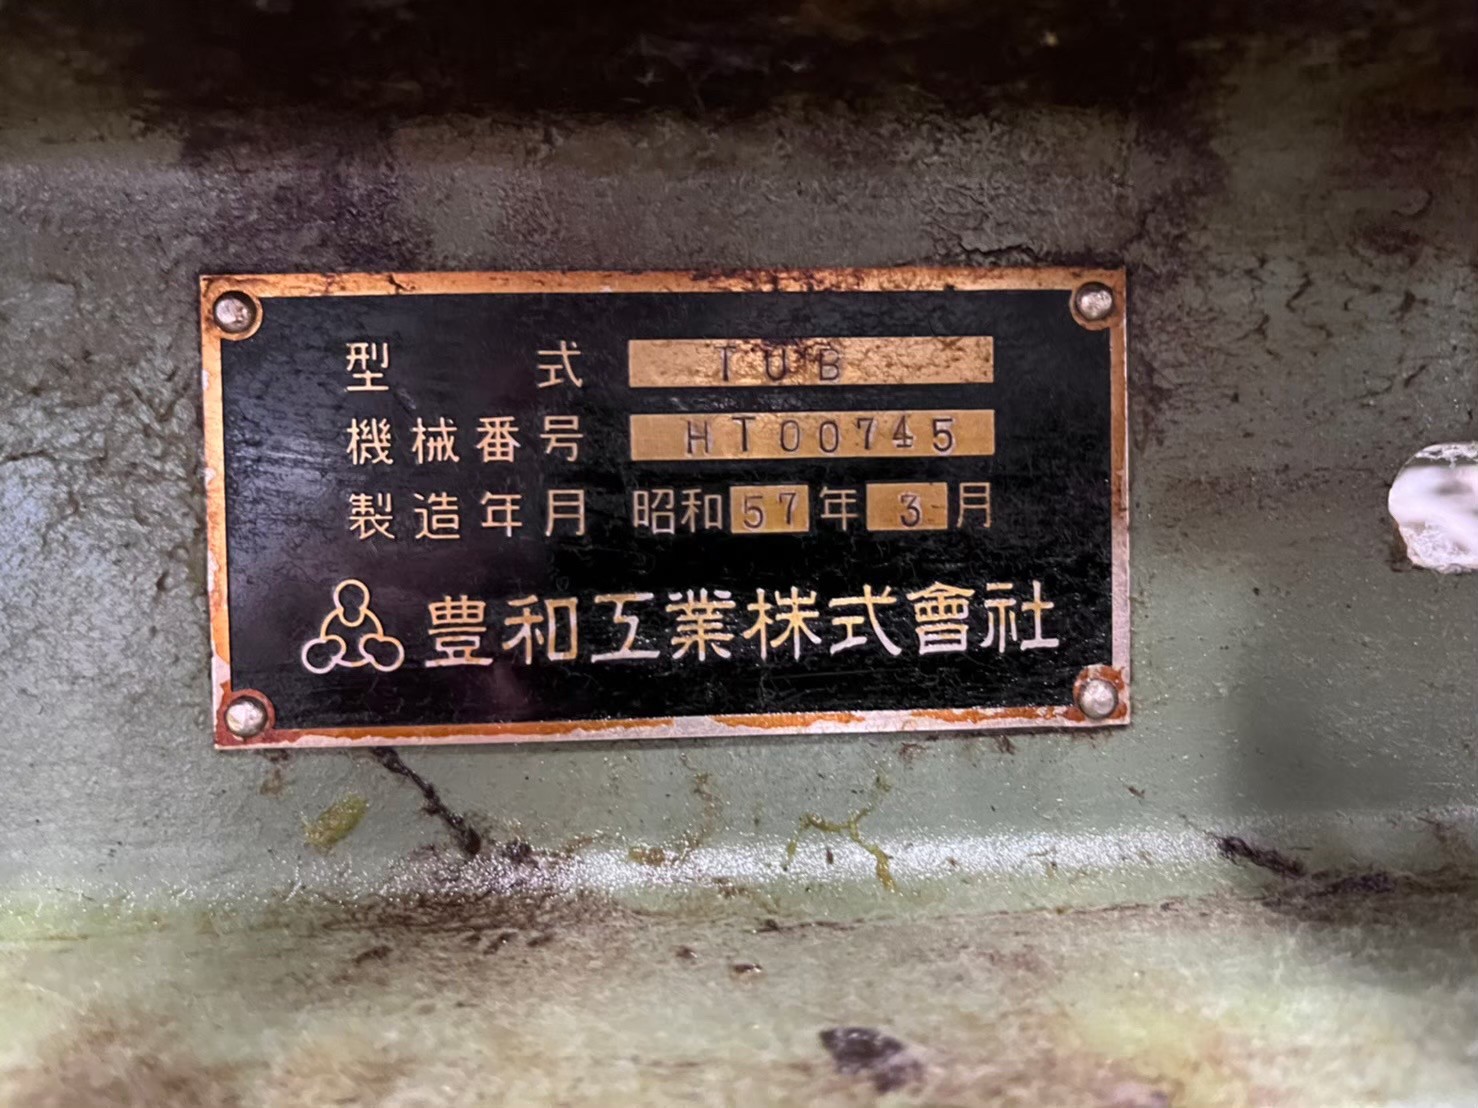 型式 TUB
機械番号 HT00745
製造年月 昭和57年3月
豊和工業株式會社